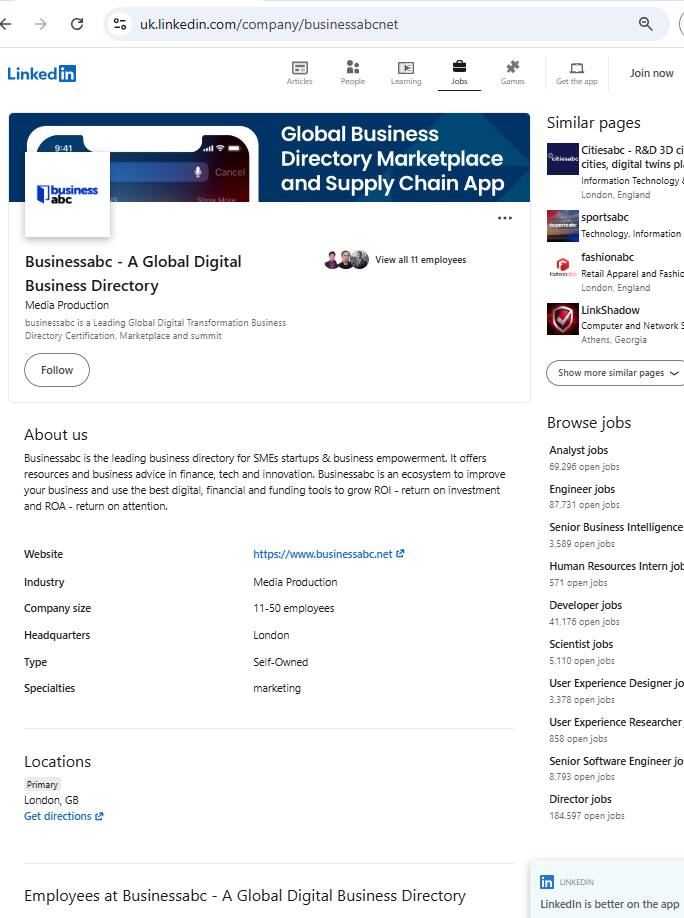 uk.linkedin.com/company/businessabcnet
Linked in
Articles
People
Learning
Jobs
Games
Get the app
Join now
9:41
Cancel
Show More
Global Business
Directory Marketplace
and Supply Chain App
business
abc
Businessabc - A Global Digital
Business Directory
Media Production
businessabc is a Leading Global Digital Transformation Business
Directory Certification, Marketplace and summit
View all 11 employees
Follow
About us
Businessabc is the leading business directory for SMEs startups & business empowerment. It offers
resources and business advice in finance, tech and innovation. Businessabc is an ecosystem to improve
your business and use the best digital, financial and funding tools to grow ROI - return on investment
and ROA - return on attention.
Website
https://www.businessabc.net
Industry
Media Production
Company size
11-50 employees
Headquarters
London
Type
Self-Owned
Specialties
marketing
Locations
Primary
London, GB
Get directions
Employees at Businessabc - A Global Digital Business Directory
Similar pages
citiesabc
Citiesabc - R&D 3D ci
cities, digital twins pl
Information Technology &
London, England
sportsabc
sportsabc
Technology, Information
fashionabc
fashionabc
Retail Apparel and Fashio
London, England
LinkShadow
Computer and Network S
Athens, Georgia
Show more similar pages
Browse jobs
Analyst jobs
69,296 open jobs
Engineer jobs
87,731 open jobs
Senior Business Intelligence
3,589 open jobs
Human Resources Intern job
571 open jobs
Developer jobs
41,176 open jobs
Scientist jobs
5,110 open jobs
User Experience Designer jo
3,378 open jobs
User Experience Researcher
858 open jobs
Senior Software Engineer jo
8,793 open jobs
Director jobs
184,597 open jobs
in LINKEDIN
LinkedIn is better on the app